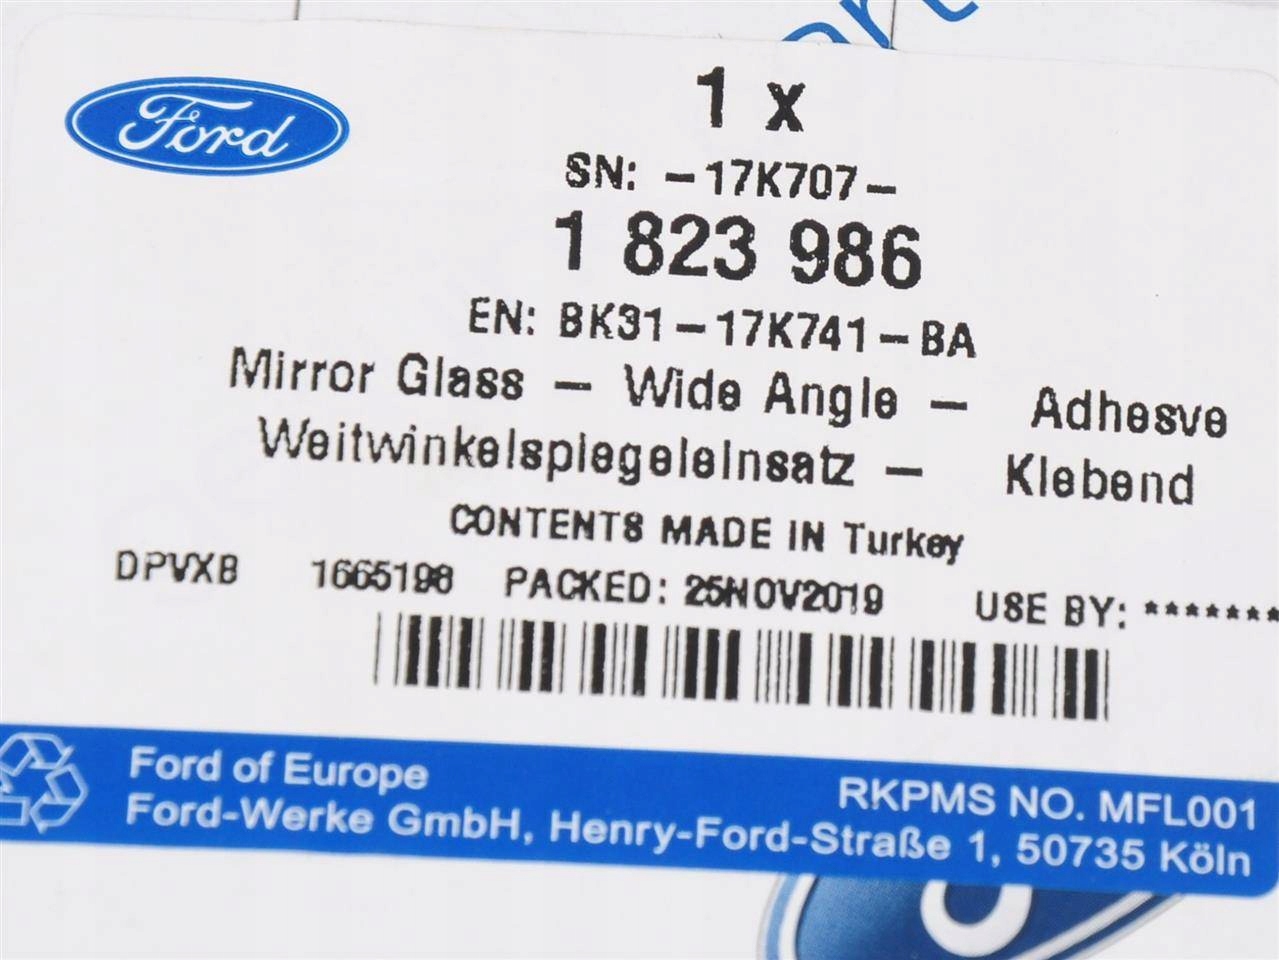 Ford
1 x
SN: -17K707-
1 823 986
EN: BK31-17K741-BA
Mirror Glass - Wide Angle - Adhesve
Weitwinkelspiegeleinsatz - Klebend
CONTENTS MADE IN Turkey
DPVXB 1665198 PACKED: 25NOV2019 USE BY: *******
Ford of Europe
RKPMS NO. MFL001
Ford-Werke GmbH, Henry-Ford-Straße 1, 50735 Köln